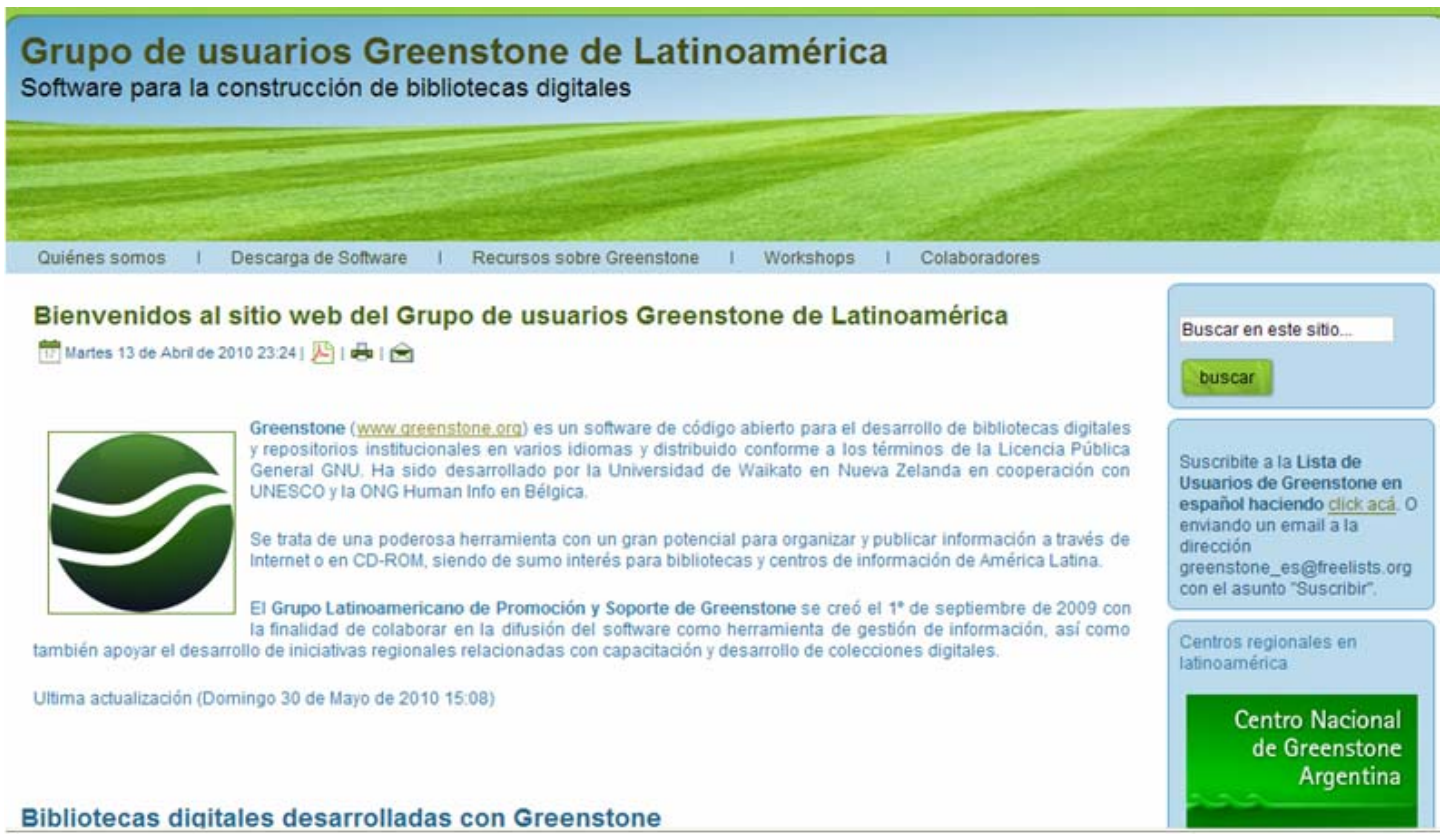 Grupo de usuarios Greenstone de Latinoamérica
Software para la construcción de bibliotecas digitales
Quiénes somos | Descarga de Software | Recursos sobre Greenstone | Workshops | Colaboradores
Bienvenidos al sitio web del Grupo de usuarios Greenstone de Latinoamérica
Martes 13 de Abril de 2010 23:24 | | |
Greenstone (www.greenstone.org) es un software de código abierto para el desarrollo de bibliotecas digitales
y repositorios institucionales en varios idiomas y distribuido conforme a los términos de la Licencia Pública
General GNU. Ha sido desarrollado por la Universidad de Waikato en Nueva Zelanda en cooperación con
UNESCO y la ONG Human Info en Bélgica.
Se trata de una poderosa herramienta con un gran potencial para organizar y publicar información a través de
Internet o en CD-ROM, siendo de sumo interés para bibliotecas y centros de información de América Latina.
El Grupo Latinoamericano de Promoción y Soporte de Greenstone se creó el 1º de septiembre de 2009 con
la finalidad de colaborar en la difusión del software como herramienta de gestión de información, así como
también apoyar el desarrollo de iniciativas regionales relacionadas con capacitación y desarrollo de colecciones digitales.
Ultima actualización (Domingo 30 de Mayo de 2010 15:08)
Bibliotecas digitales desarrolladas con Greenstone
Buscar en este sitio...
buscar
Suscribite a la Lista de
Usuarios de Greenstone en
español haciendo click acá. O
enviando un email a la
dirección
greenstone_es@freelists.org
con el asunto "Suscribir".
Centros regionales en
latinoamérica
Centro Nacional
de Greenstone
Argentina